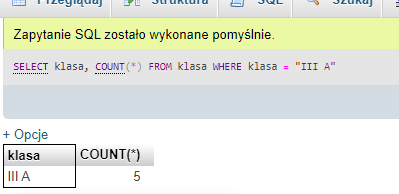 Przeglądaj Struktura SQL Szukaj
Zapytanie SQL zostało wykonane pomyślnie.
SELECT klasa, COUNT(*) FROM klasa WHERE klasa = "III A"
+ Opcje
klasa COUNT(*)
III A 5